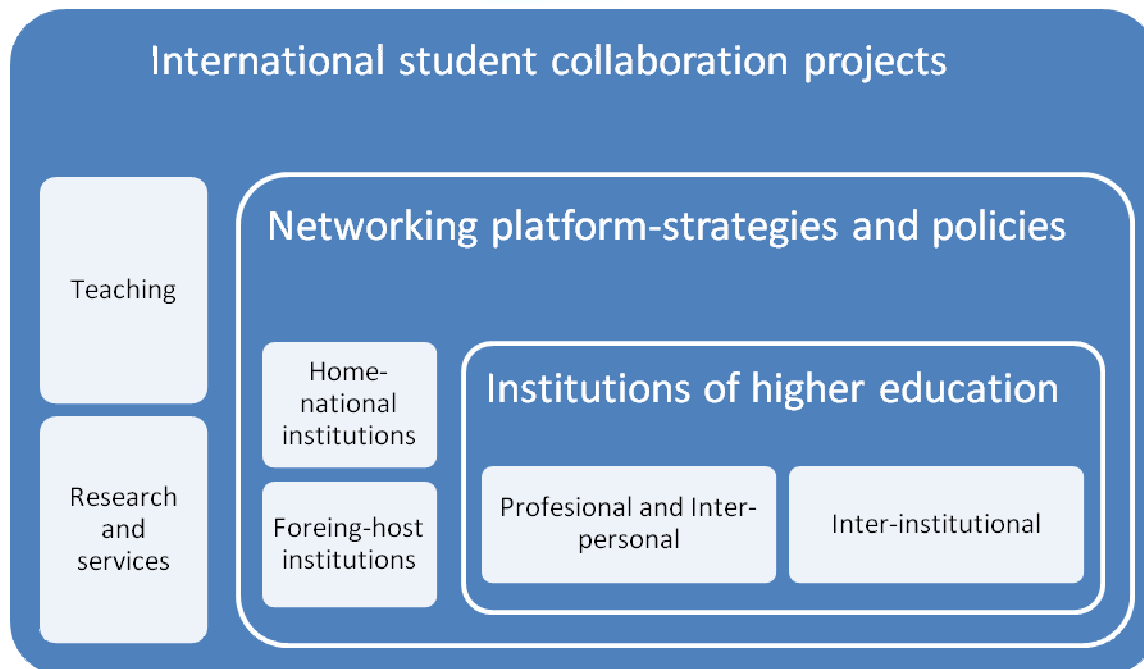 International student collaboration projects
Teaching
Research
and
services
Networking platform-strategies and policies
Home-
national
institutions
Foreing-host
institutions
Institutions of higher education
Profesional and Inter-
personal
Inter-institutional